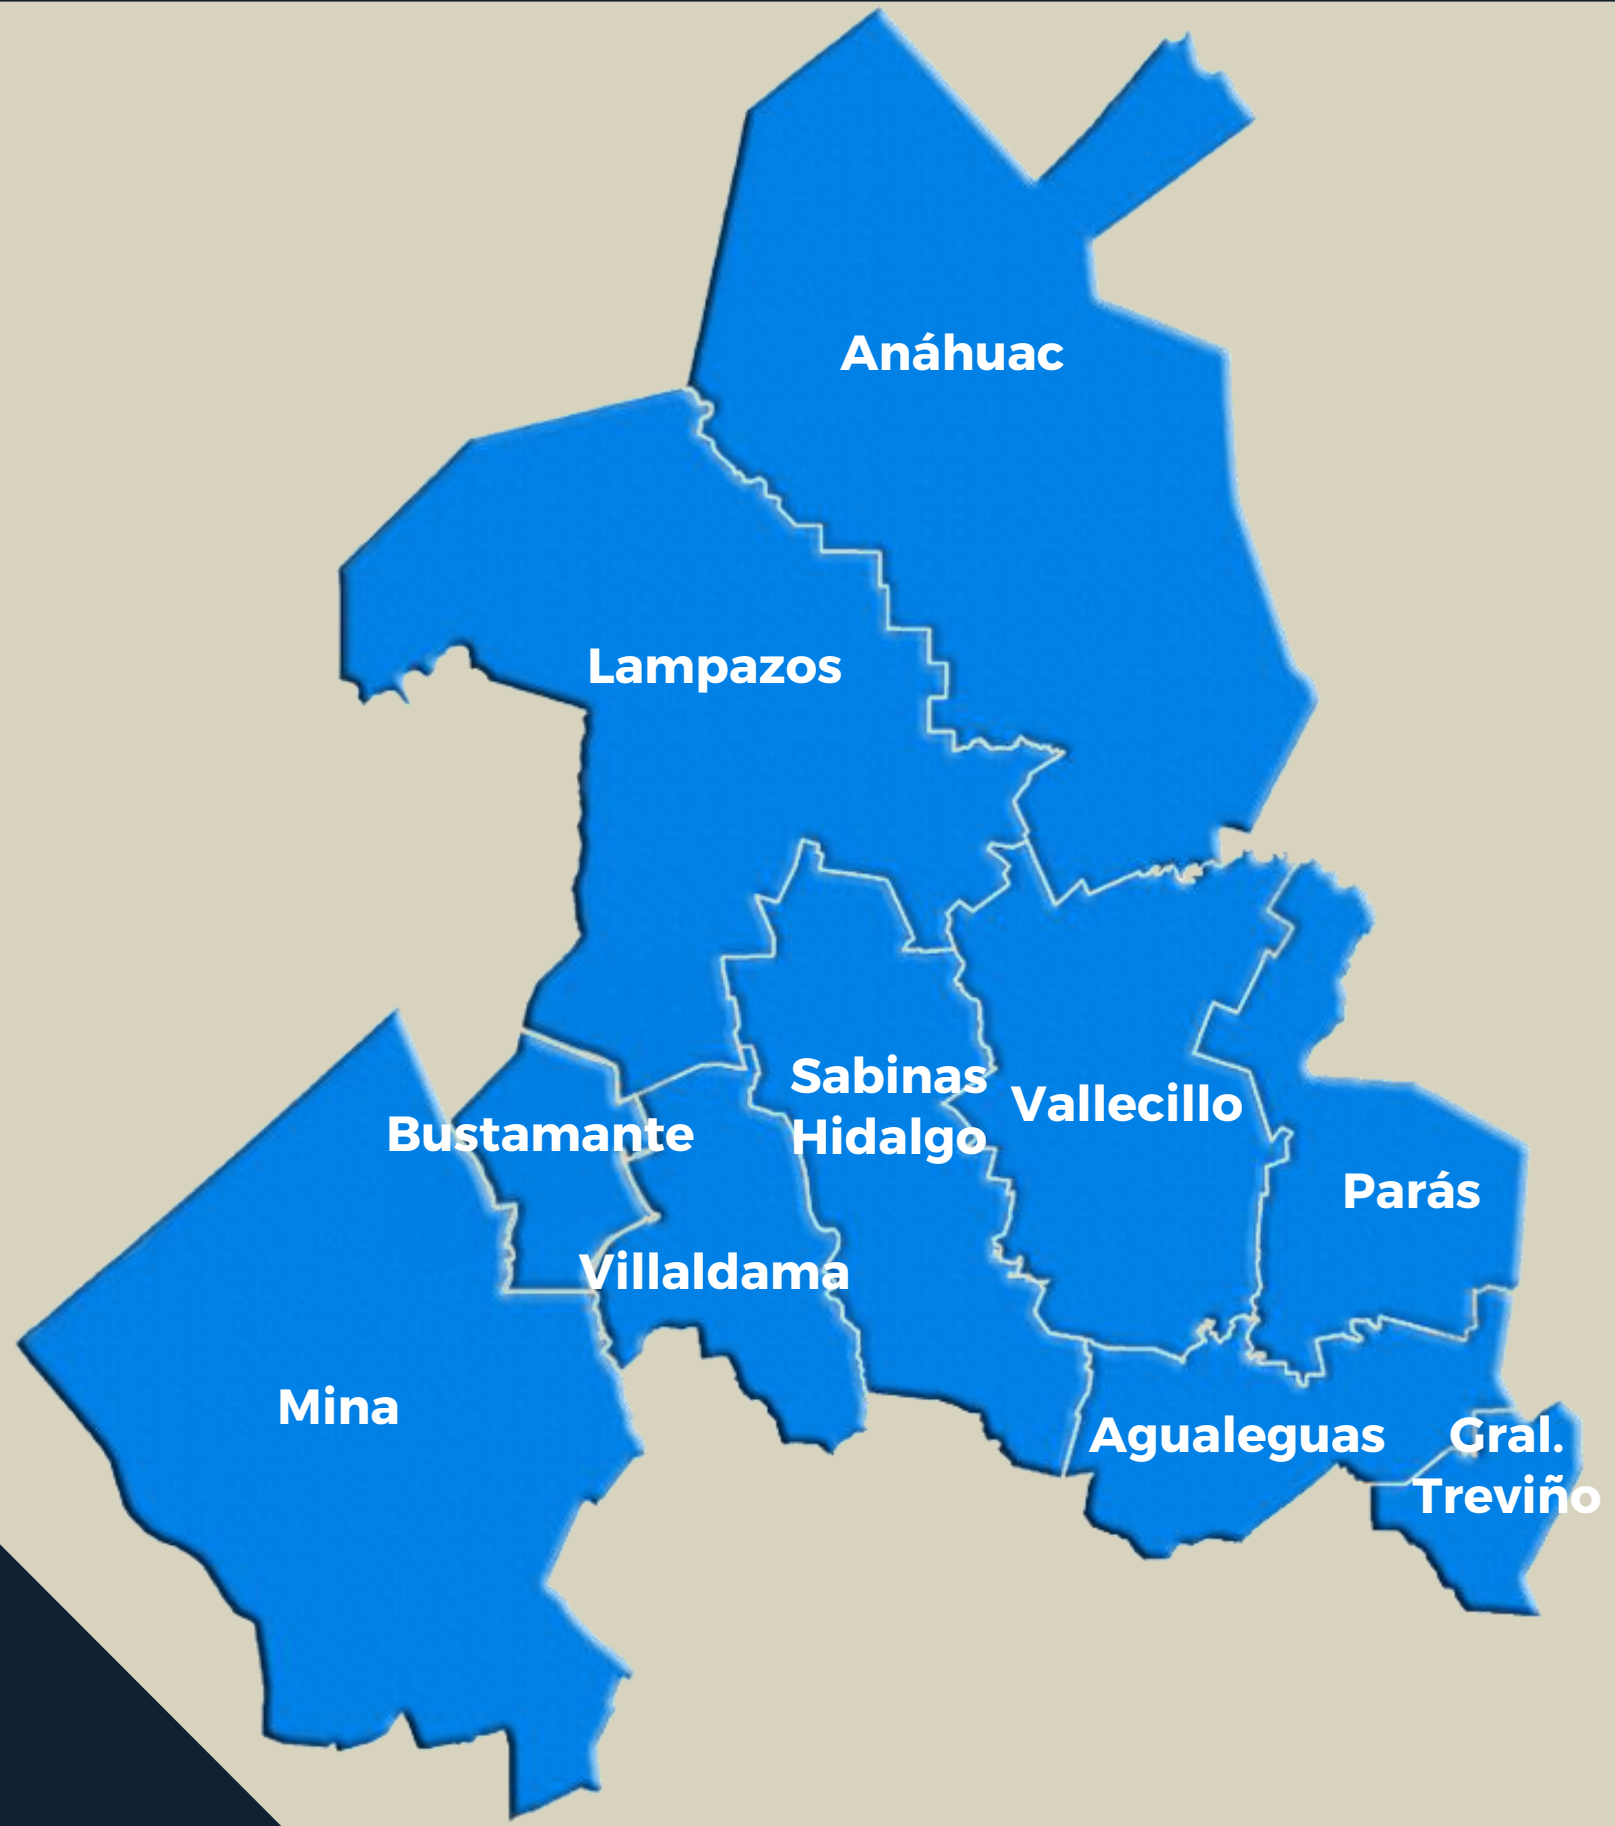 Anáhuac
Lampazos
Sabinas
Hidalgo
Vallecillo
Bustamante
Parás
Villaldama
Mina
Agualeguas
Gral.
Treviño